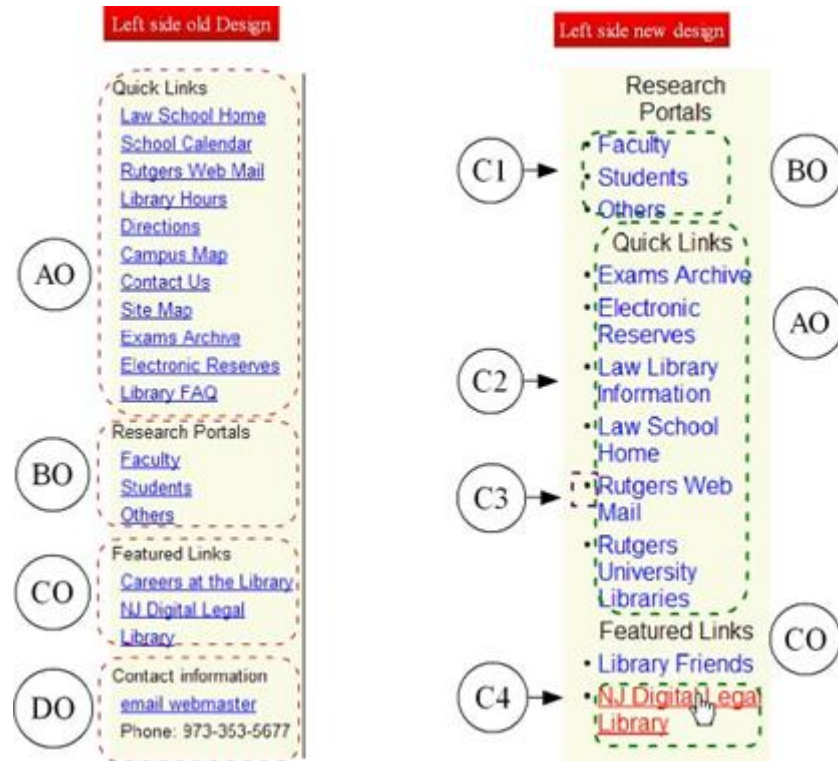 Left side old Design
Quick Links
Law School Home
School Calendar
Rutgers Web Mail
Library Hours
Directions
Campus Map
Contact Us
Site Map
Exams Archive
Electronic Reserves
Library FAQ
AO
Research Portals
Faculty
Students
Others
BO
Featured Links
Careers at the Library
NJ Digital Legal
Library
CO
Contact information
email webmaster
Phone: 973-353-5677
DO
Left side new design
Research
Portals
• Faculty
• Students
• Others
C1
BO
Quick Links
• Exams Archive
• Electronic
Reserves
• Law Library
Information
• Law School
Home
• Rutgers Web
Mail
• Rutgers
University
Libraries
AO
C2
C3
Featured Links
• Library Friends
• NJ Digital Legal
Library
CO
C4